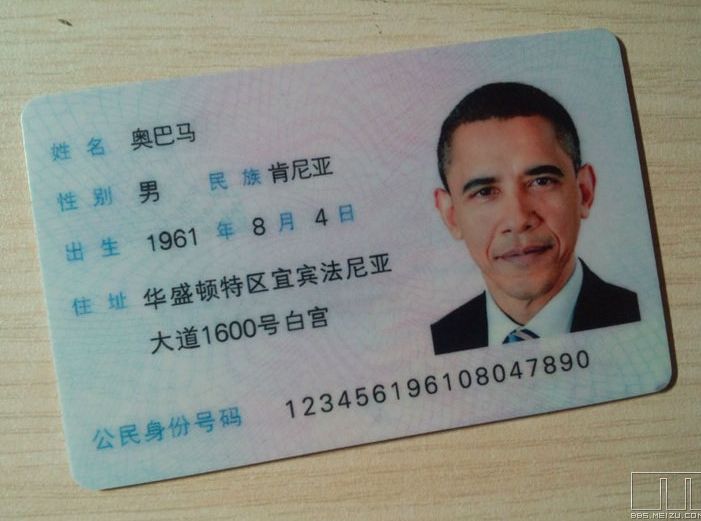 姓名 奥巴马
性别 男 民族 肯尼亚
出生 1961 年 8 月 4 日
住址 华盛顿特区宜宾法尼亚
大道1600号白宫
公民身份号码 123456196108047890
BBS.MEIZU.COM